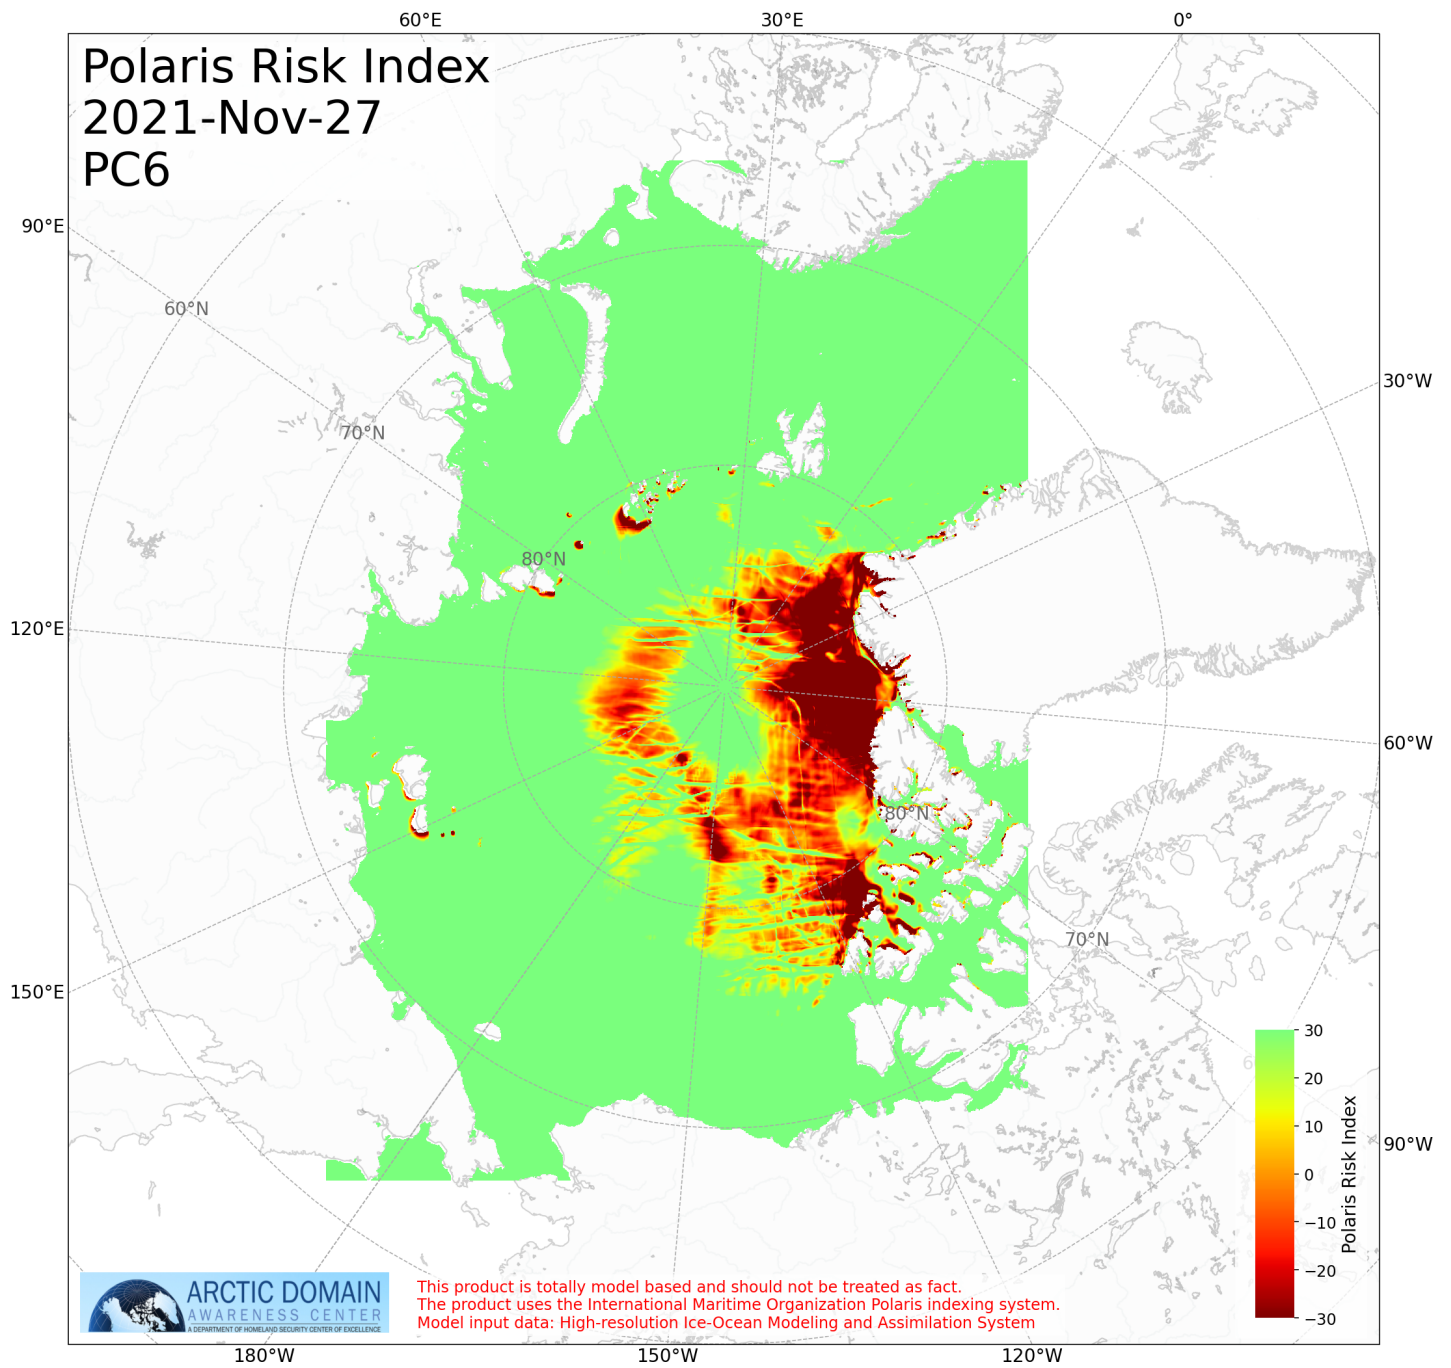 60°E 30°E 0°
Polaris Risk Index
2021-Nov-27
PC6
90°E
60°N
30°W
70°N
80°N
120°E
60°W
80°N
70°N
150°E
30
20
10
0
−10
−20
−30
Polaris Risk Index
90°W
ARCTIC DOMAIN
AWARENESS CENTER
A DEPARTMENT OF HOMELAND SECURITY CENTER OF EXCELLENCE
This product is totally model based and should not be treated as fact.
The product uses the International Maritime Organization Polaris indexing system.
Model input data: High-resolution Ice-Ocean Modeling and Assimilation System
180°W 150°W 120°W